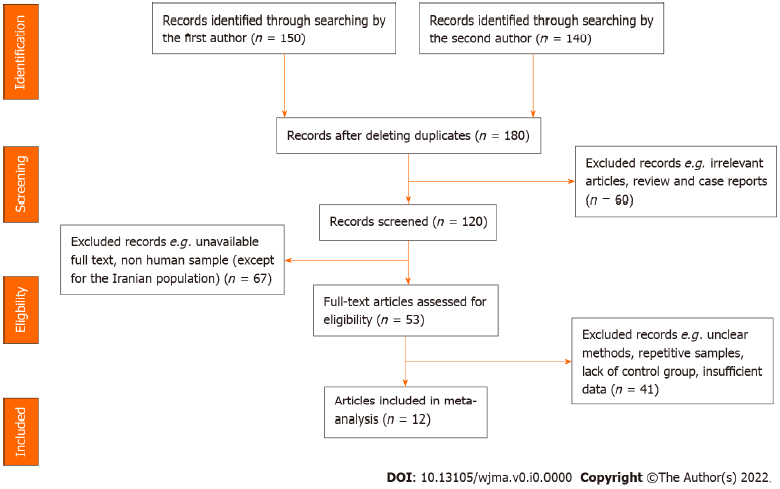 Identification
Records identified through searching by
the first author (n = 150)
Records identified through searching by
the second author (n = 140)
Records after deleting duplicates (n = 180)
Screening
Excluded records e.g. irrelevant
articles, review and case reports
(n = 60)
Records screened (n = 120)
Excluded records e.g. unavailable
full text, non human sample (except
for the Iranian population) (n = 67)
Eligbility
Full-text articles assessed for
eligibility (n = 53)
Excluded records e.g. unclear
methods, repetitive samples,
lack of control group, insufficient
data (n = 41)
Included
Articles included in meta-
analysis (n = 12)
DOI: 10.13105/wjma.v0.i0.0000 Copyright ©The Author(s) 2022.